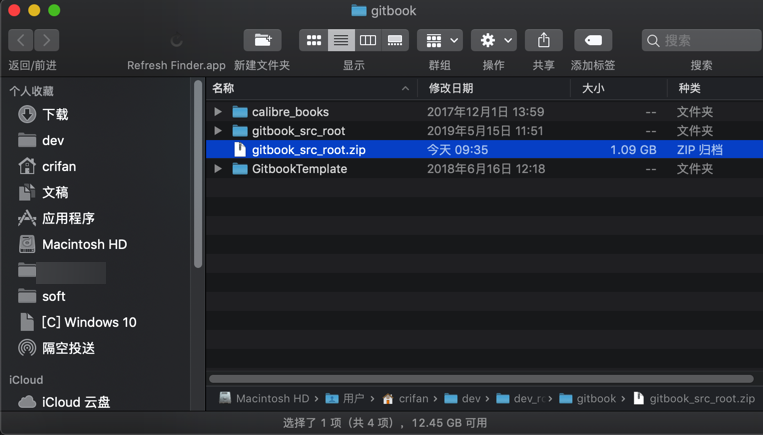 gitbook
返回/前进
Refresh Finder.app
新建文件夹
显示
群组
操作
共享
添加标签
搜索
搜索
个人收藏
下载
dev
crifan
文稿
应用程序
Macintosh HD
soft
[C] Windows 10
隔空投送
iCloud
iCloud 云盘
名称 修改日期 大小 种类
calibre_books 2017年12月1日 13:59 -- 文件夹
gitbook_src_root 2019年5月15日 11:51 -- 文件夹
gitbook_src_root.zip 今天 09:35 1.09 GB ZIP 归档
GitbookTemplate 2018年6月16日 12:18 -- 文件夹
Macintosh HD › 用户 › crifan › dev › dev_ › gitbook › gitbook_src_root.zip
选择了 1 项（共 4 项），12.45 GB 可用